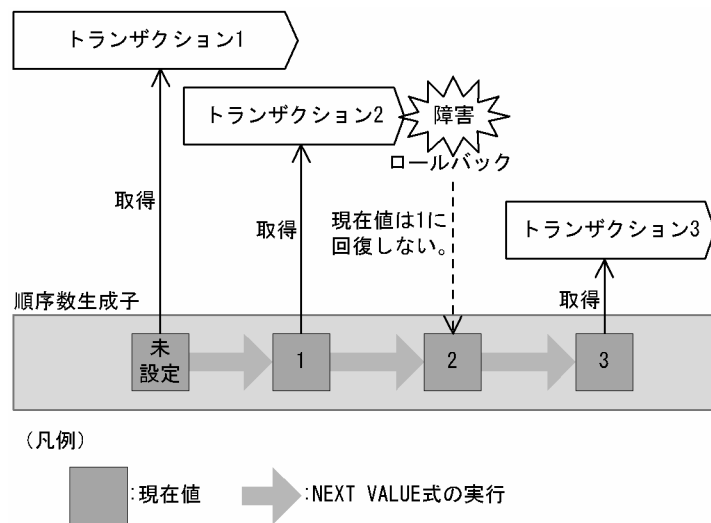 トランザクション1
トランザクション2
障害
ロールバック
取得
取得
現在値は1に
回復しない。
トランザクション3
取得
順序数生成子
未
設定
1
2
3
(凡例)
:現在値
:NEXT VALUE式の実行